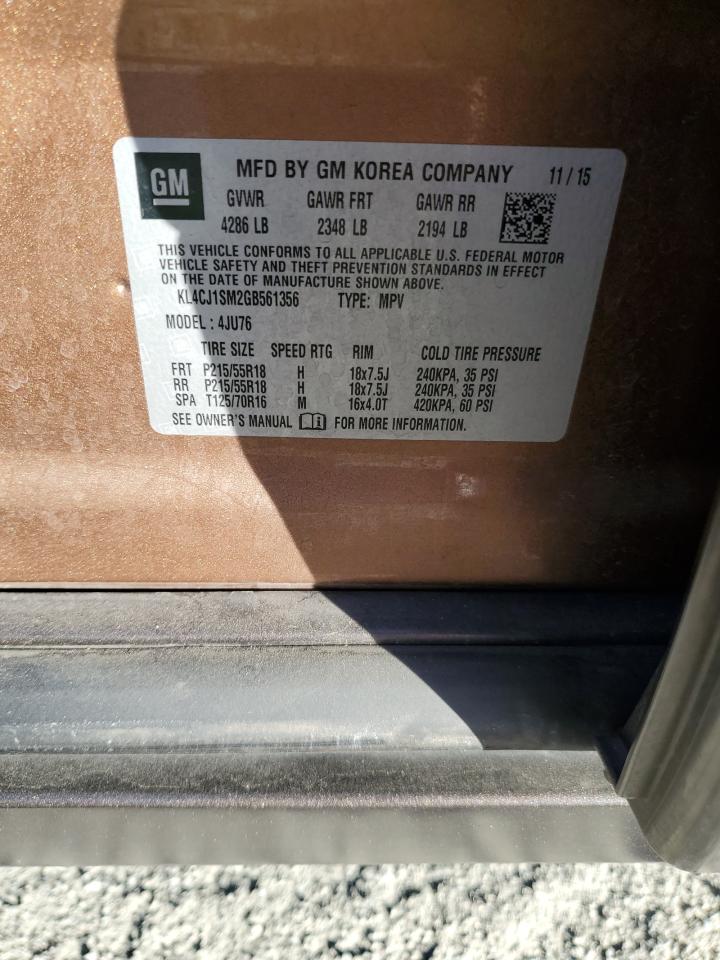 GM
MFD BY GM KOREA COMPANY 11 / 15
GVWR GAWR FRT GAWR RR
4286 LB 2348 LB 2194 LB
THIS VEHICLE CONFORMS TO ALL APPLICABLE U.S. FEDERAL MOTOR
VEHICLE SAFETY AND THEFT PREVENTION STANDARDS IN EFFECT
ON THE DATE OF MANUFACTURE SHOWN ABOVE.
KL4CJ1SM2GB561356 TYPE: MPV
MODEL : 4JU76
TIRE SIZE SPEED RTG RIM COLD TIRE PRESSURE
FRT P215/55R18 H 18x7.5J 240KPA, 35 PSI
RR P215/55R18 H 18x7.5J 240KPA, 35 PSI
SPA T125/70R16 M 16x4.0T 420KPA, 60 PSI
SEE OWNER'S MANUAL FOR MORE INFORMATION.